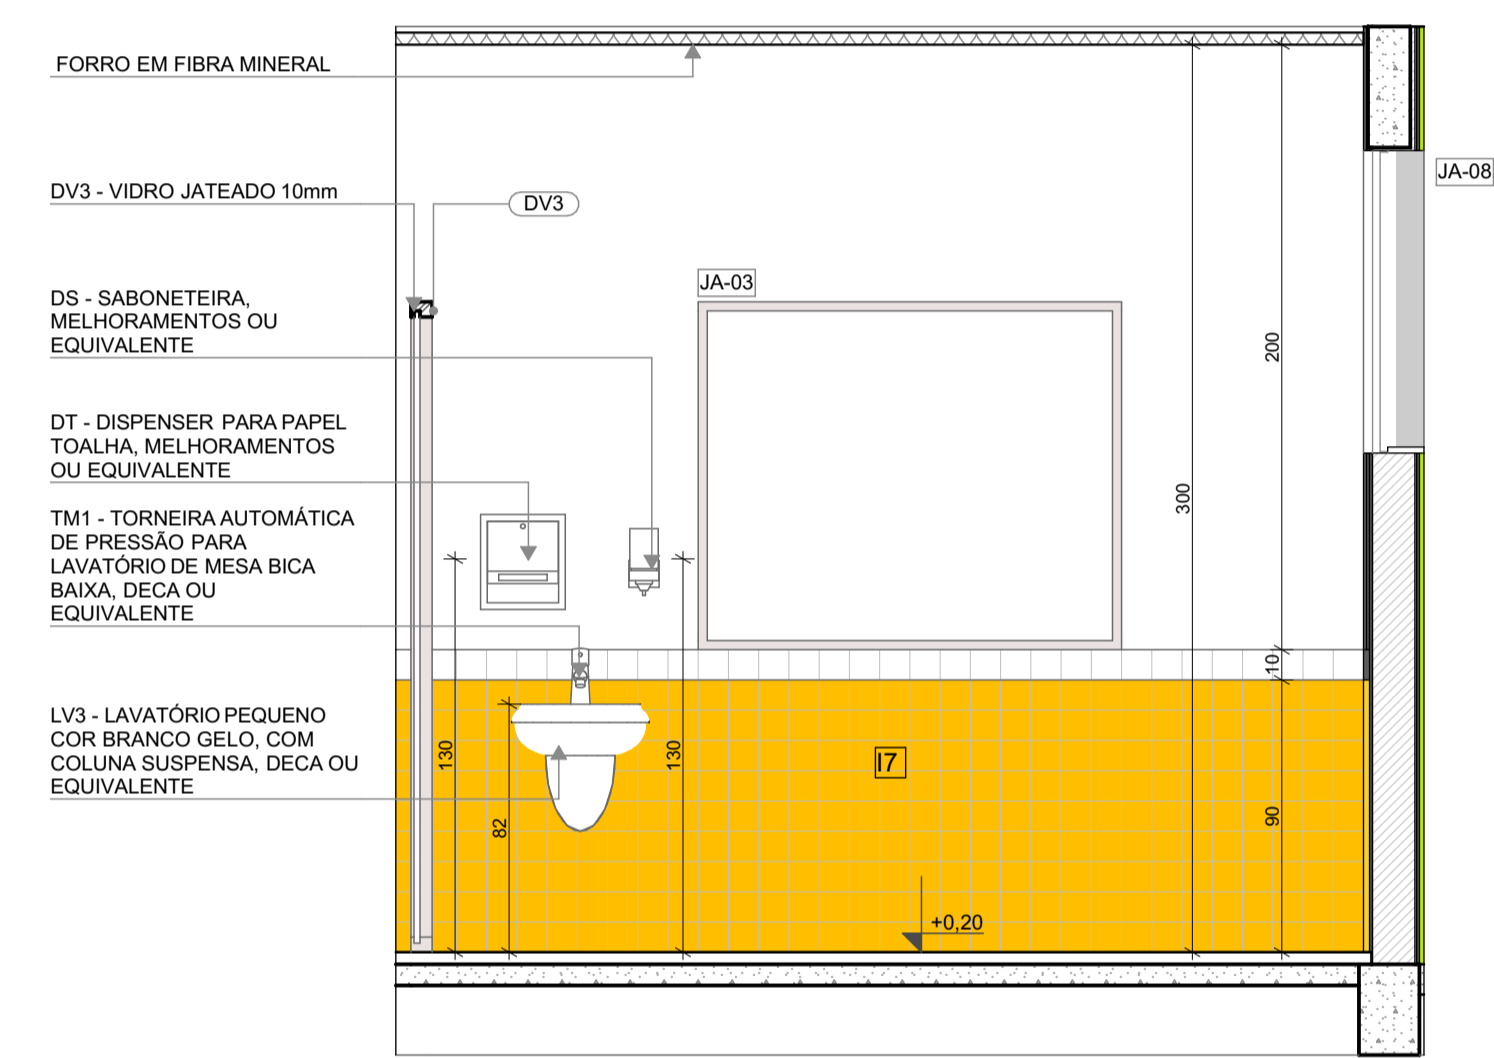 FORRO EM FIBRA MINERAL
DV3 - VIDRO JATEADO 10mm
DV3
JA-08
DS - SABONETEIRA,
MELHORAMENTOS OU
EQUIVALENTE
JA-03
DT - DISPENSER PARA PAPEL
TOALHA, MELHORAMENTOS
OU EQUIVALENTE
TM1 - TORNEIRA AUTOMÁTICA
DE PRESSÃO PARA
LAVATÓRIO DE MESA BICA
BAIXA, DECA OU
EQUIVALENTE
LV3 - LAVATÓRIO PEQUENO
COR BRANCO GELO, COM
COLUNA SUSPENSA, DECA OU
EQUIVALENTE
130
82
130
I7
+0,20
300
200
10
90